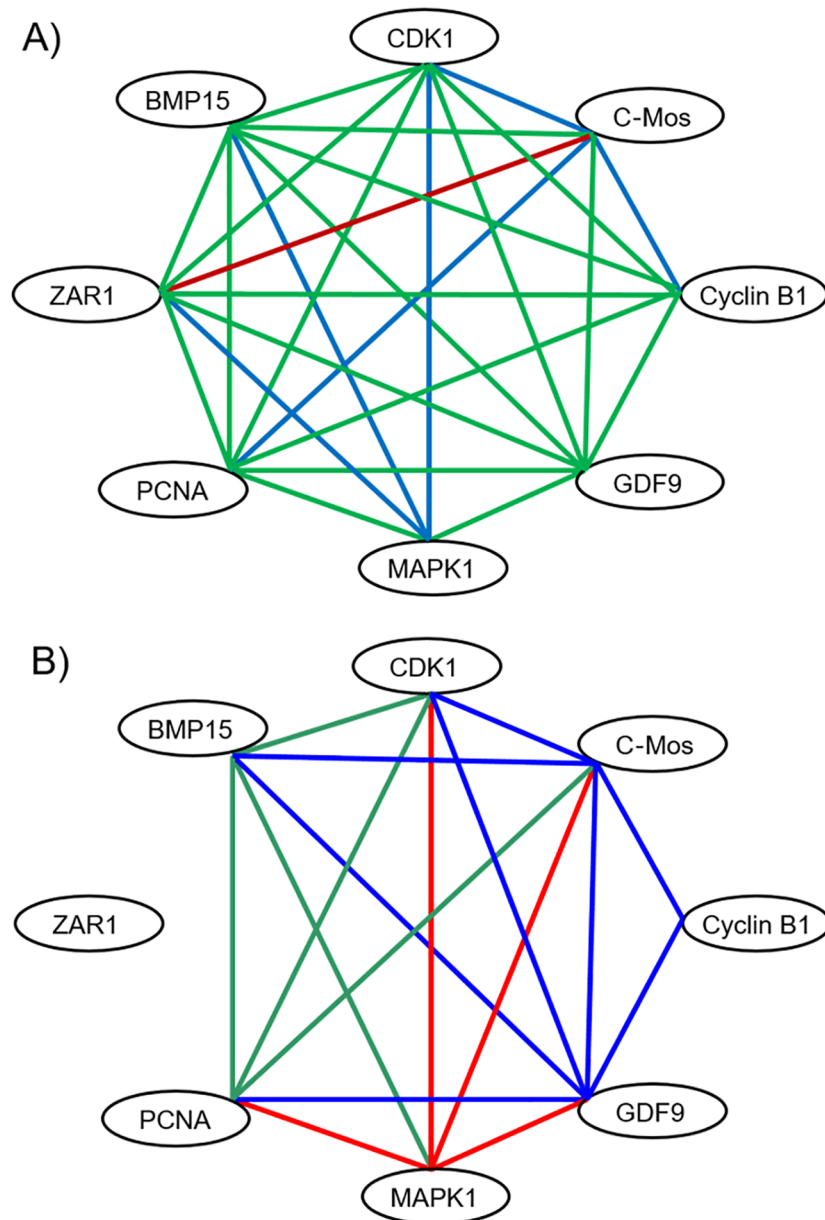 A)
CDK1
BMP15
C-Mos
ZAR1
Cyclin B1
PCNA
GDF9
MAPK1
B)
CDK1
BMP15
C-Mos
ZAR1
Cyclin B1
PCNA
GDF9
MAPK1